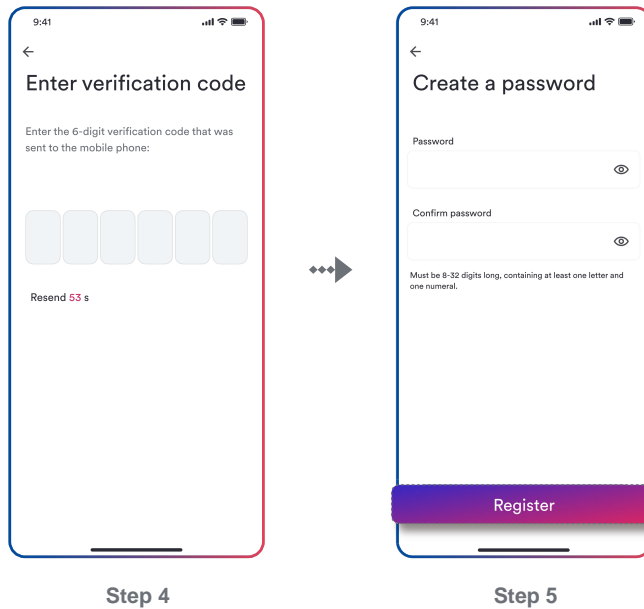 9:41
Enter verification code
Enter the 6-digit verification code that was
sent to the mobile phone:
Resend 53 s
Step 4
9:41
Create a password
Password
Confirm password
Must be 8-32 digits long, containing at least one letter and
one numeral.
Register
Step 5